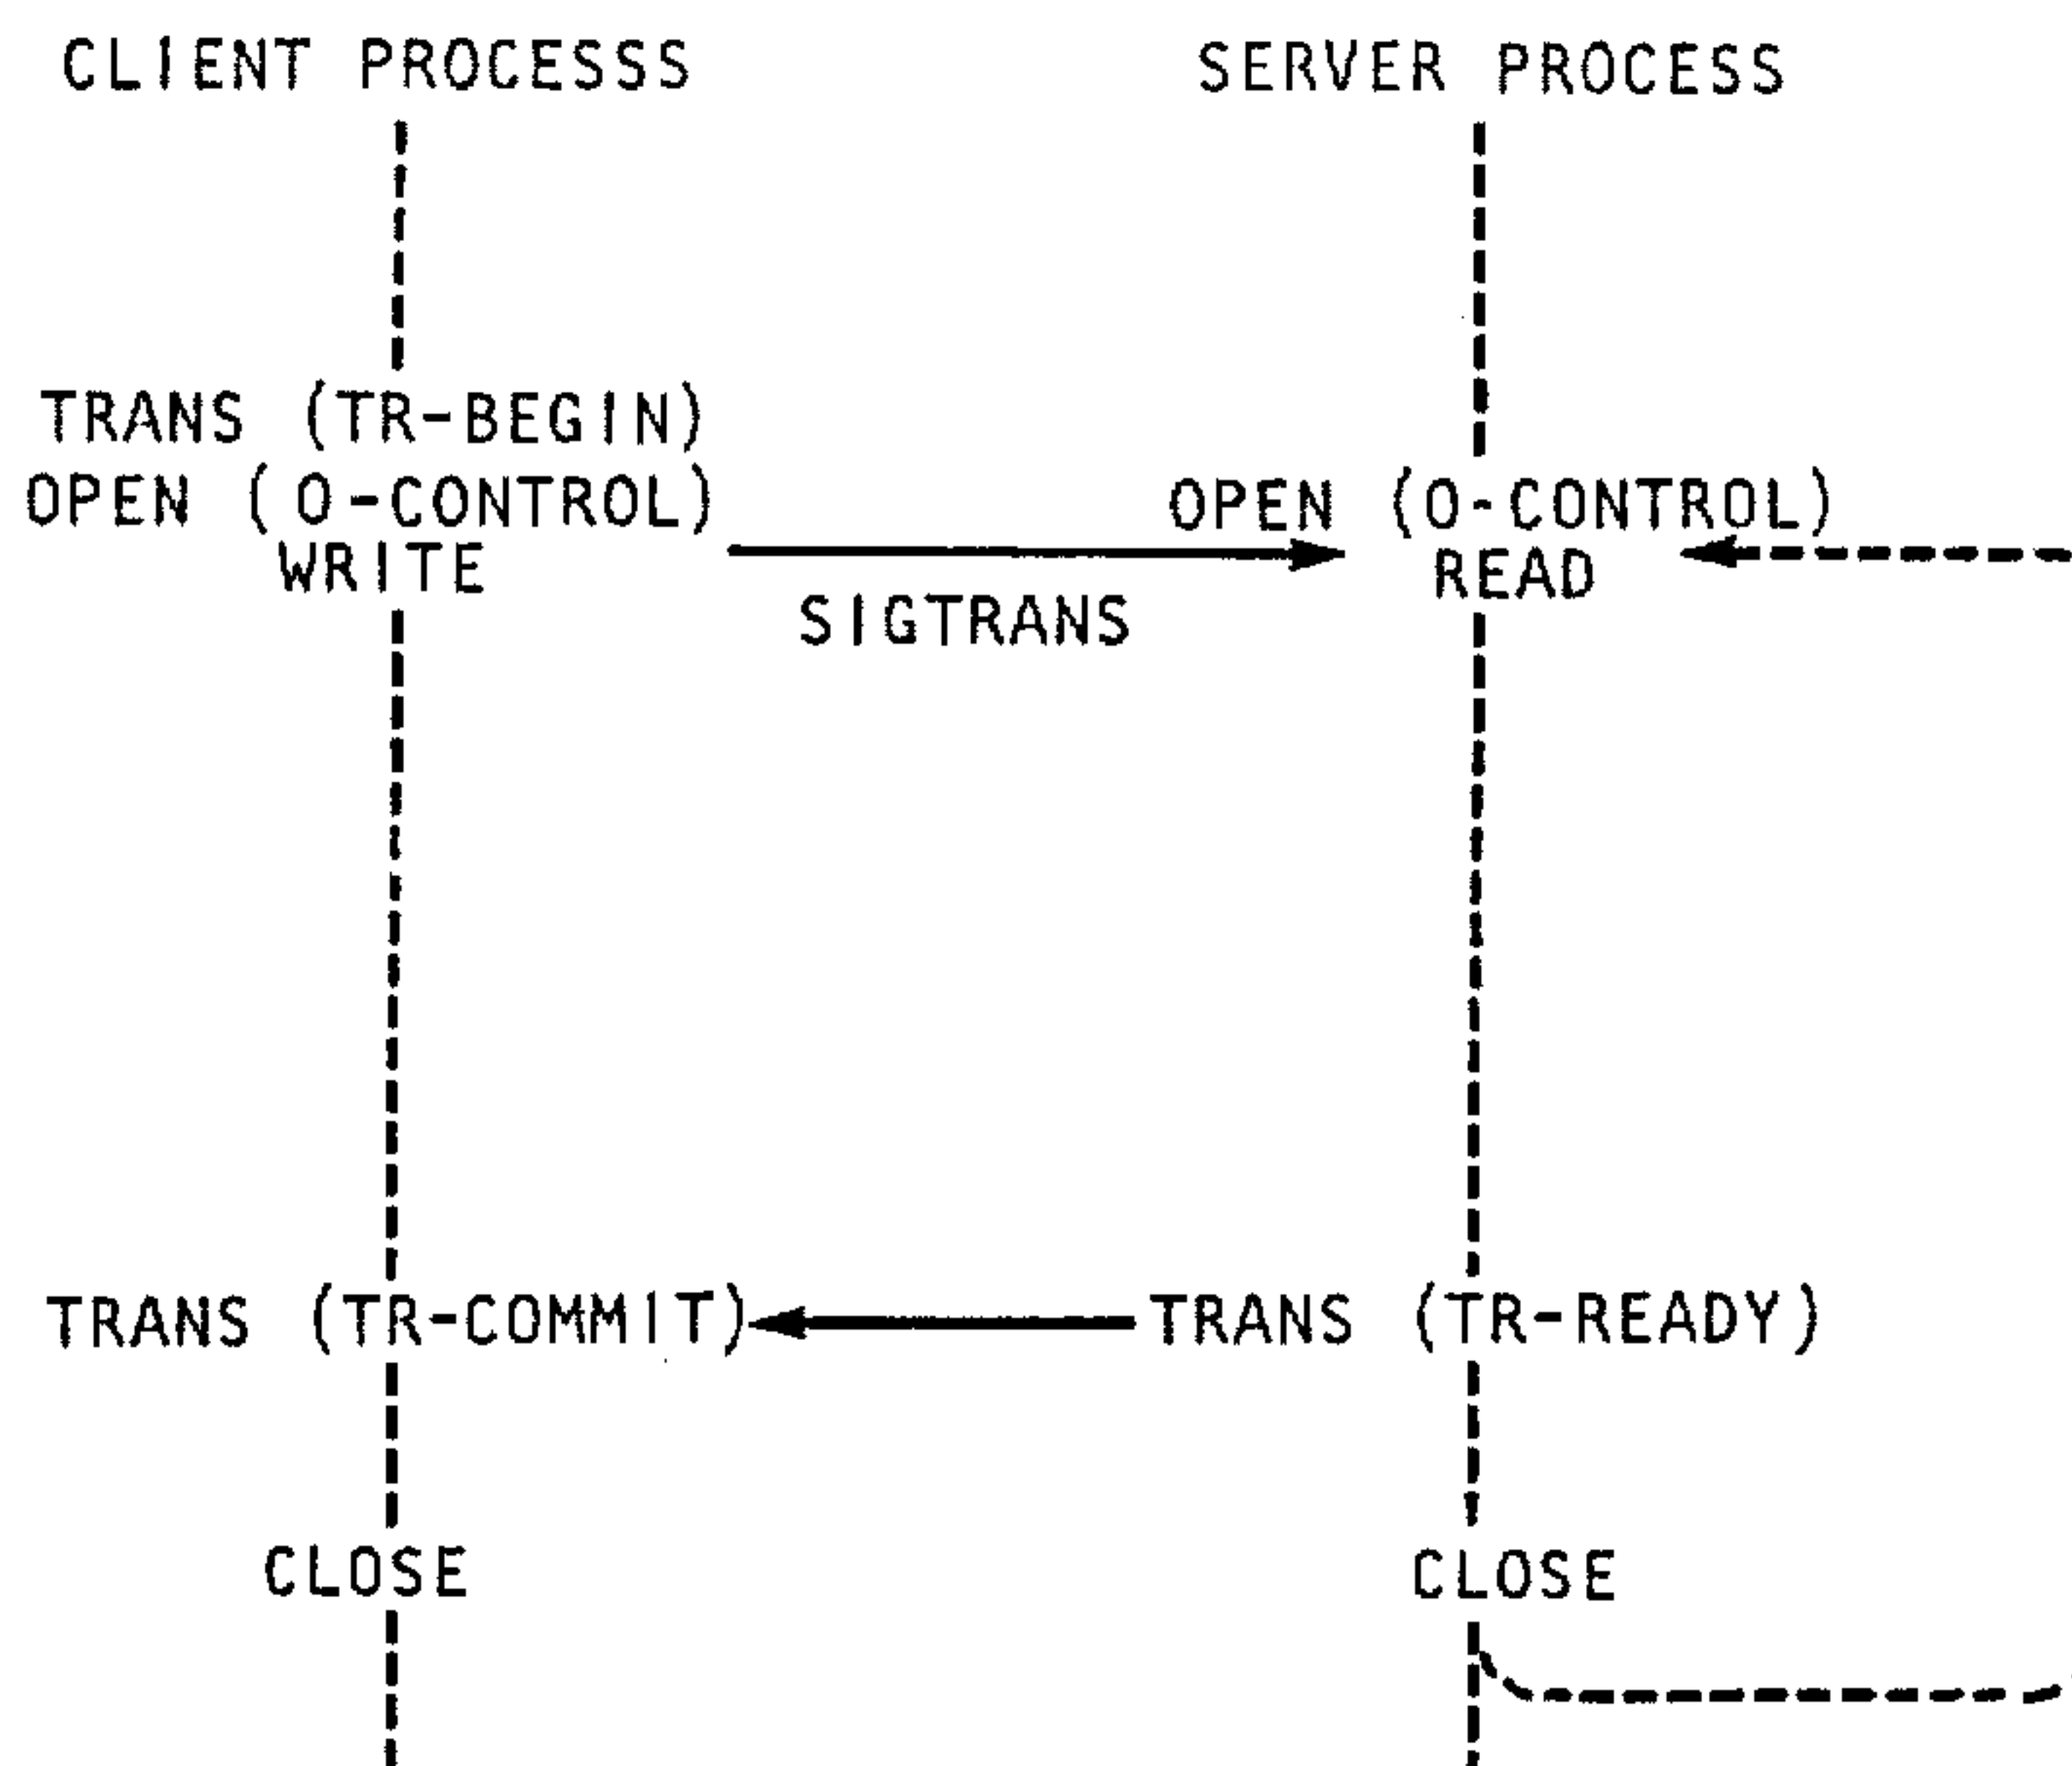 CLIENT PROCESSS
SERVER PROCESS
TRANS (TR-BEGIN)
OPEN (O-CONTROL)
WRITE
OPEN (O-CONTROL)
READ
SIGTRANS
TRANS (TR-COMMIT)
TRANS (TR-READY)
CLOSE
CLOSE